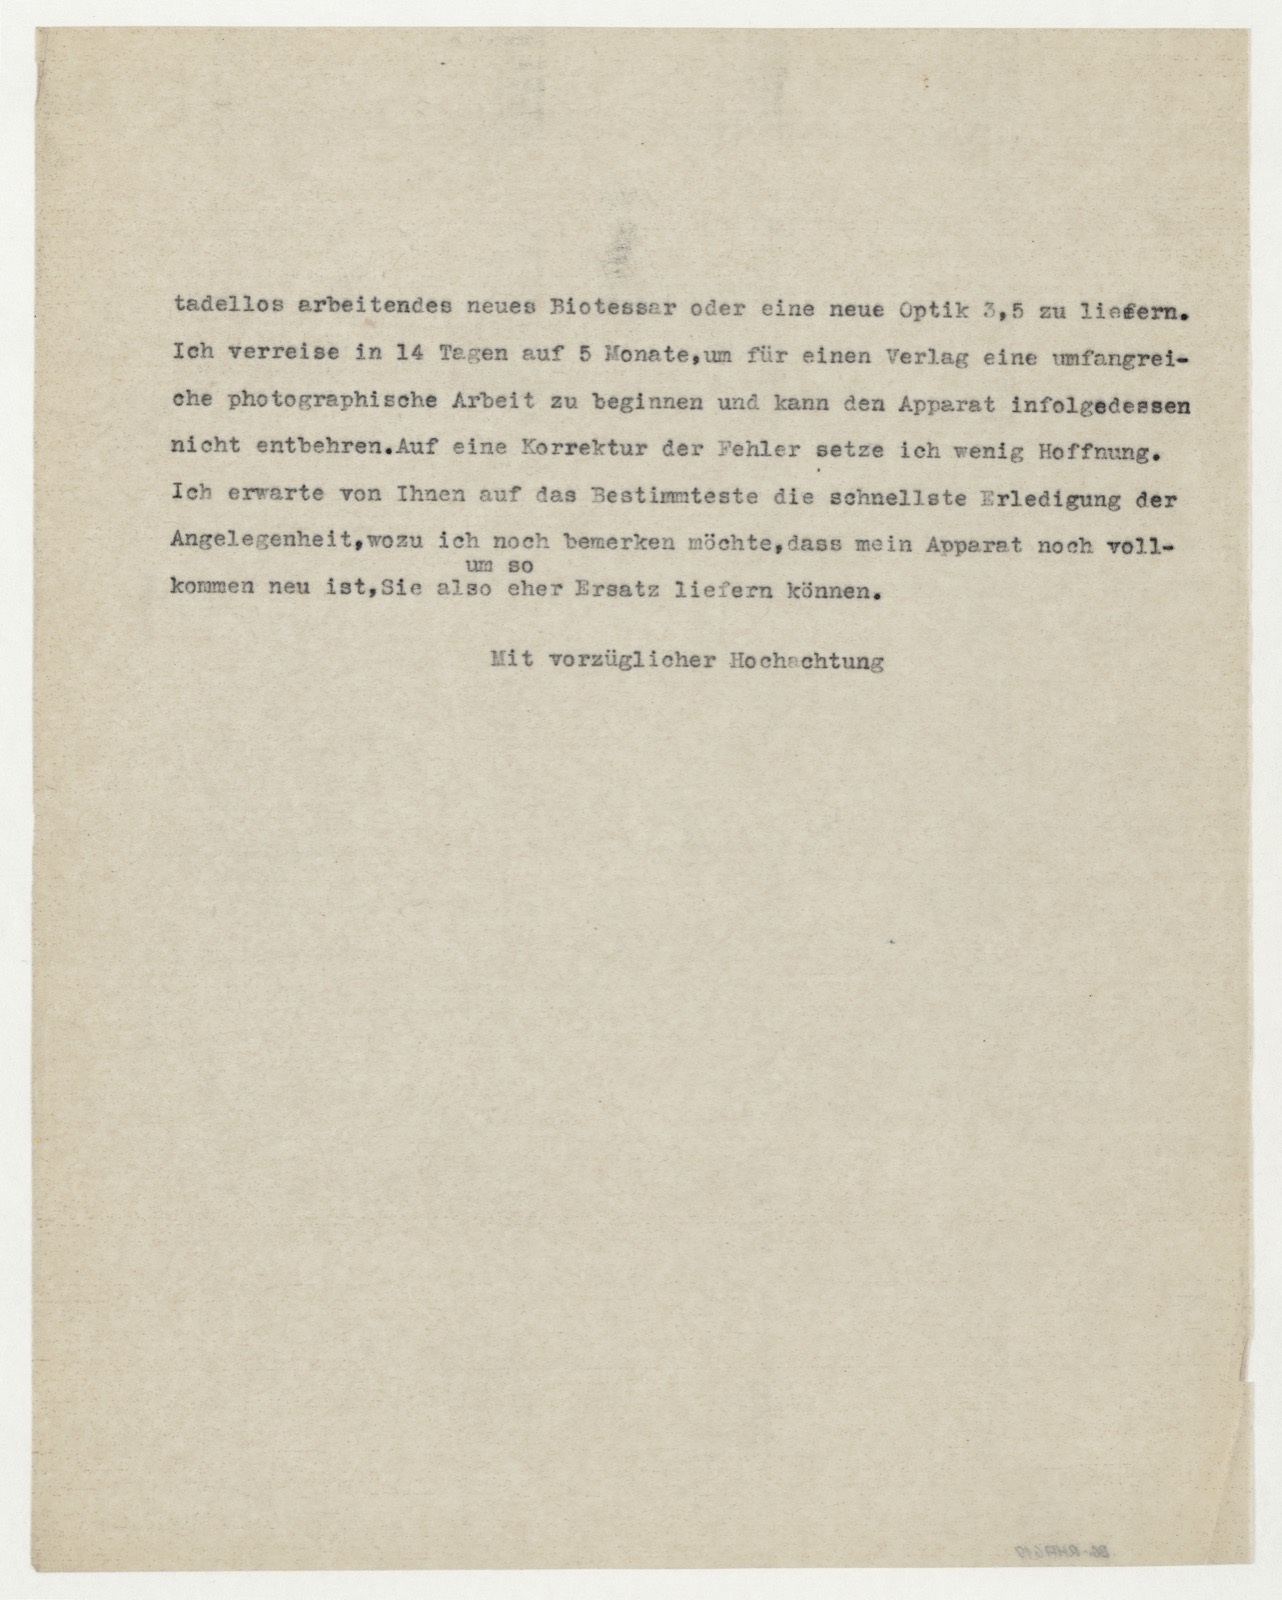 tadellos arbeitendes neues Biotessar oder eine neue Optik 3,5 zu liefern.
Ich verreise in 14 Tagen auf 5 Monate,um für einen Verlag eine umfangrei-
che photographische Arbeit zu beginnen und kann den Apparat infolgedessen
nicht entbehren.Auf eine Korrektur der Fehler setze ich wenig Hoffnung.
Ich erwarte von Ihnen auf das Bestimmteste die schnellste Erledigung der
Angelegenheit,wozu ich noch bemerken möchte,dass mein Apparat noch voll-
um so
kommen neu ist,Sie also eher Ersatz liefern können.
Mit vorzüglicher Hochachtung